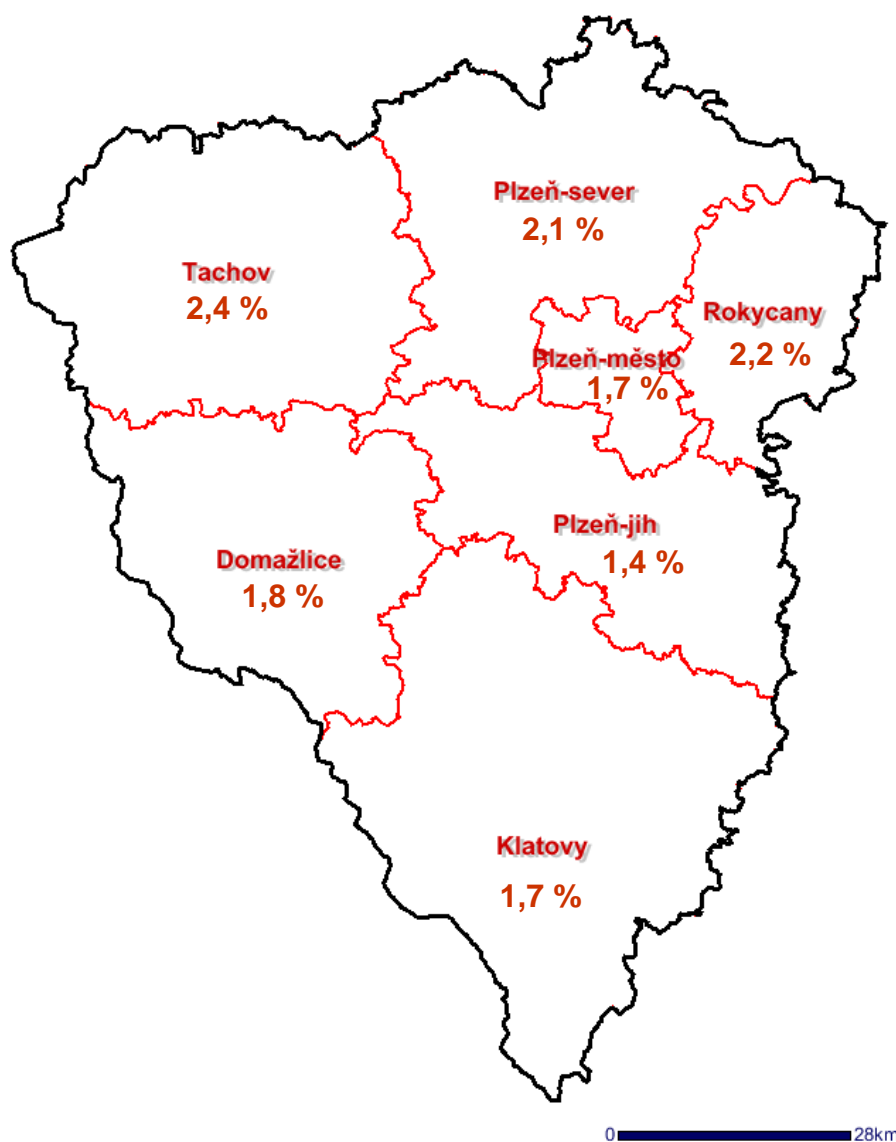 Plzeň-sever
2,1 %
Tachov
2,4 %
Rokycany
2,2 %
Plzeň-město
1,7 %
Plzeň-jih
1,4 %
Domažlice
1,8 %
Klatovy
1,7 %
0 28km